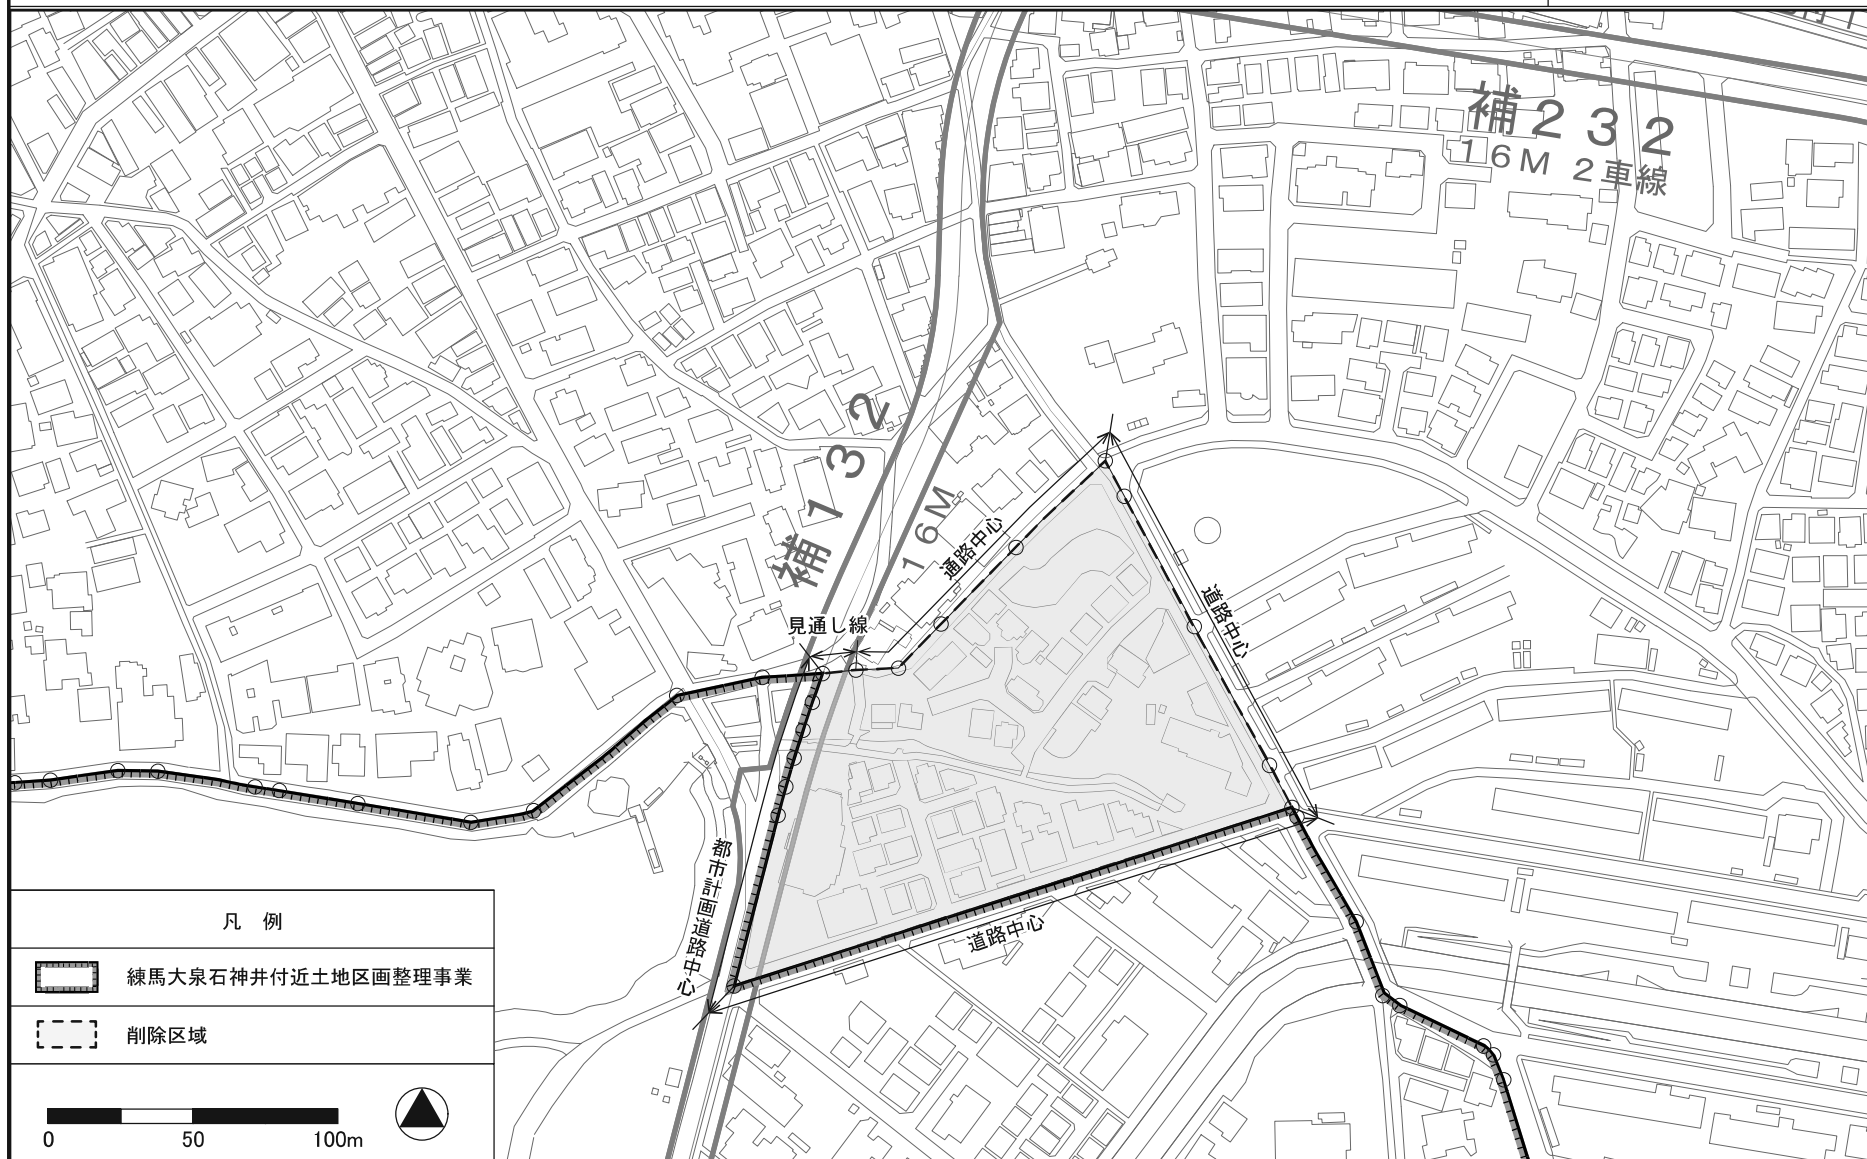 補２３２
１６Ｍ ２車線
補１３２
１６Ｍ
通路中心
見通し線
道路中心
都市計画道路中心
道路中心
凡 例
練馬大泉石神井付近土地区画整理事業
削除区域
0 50 100m